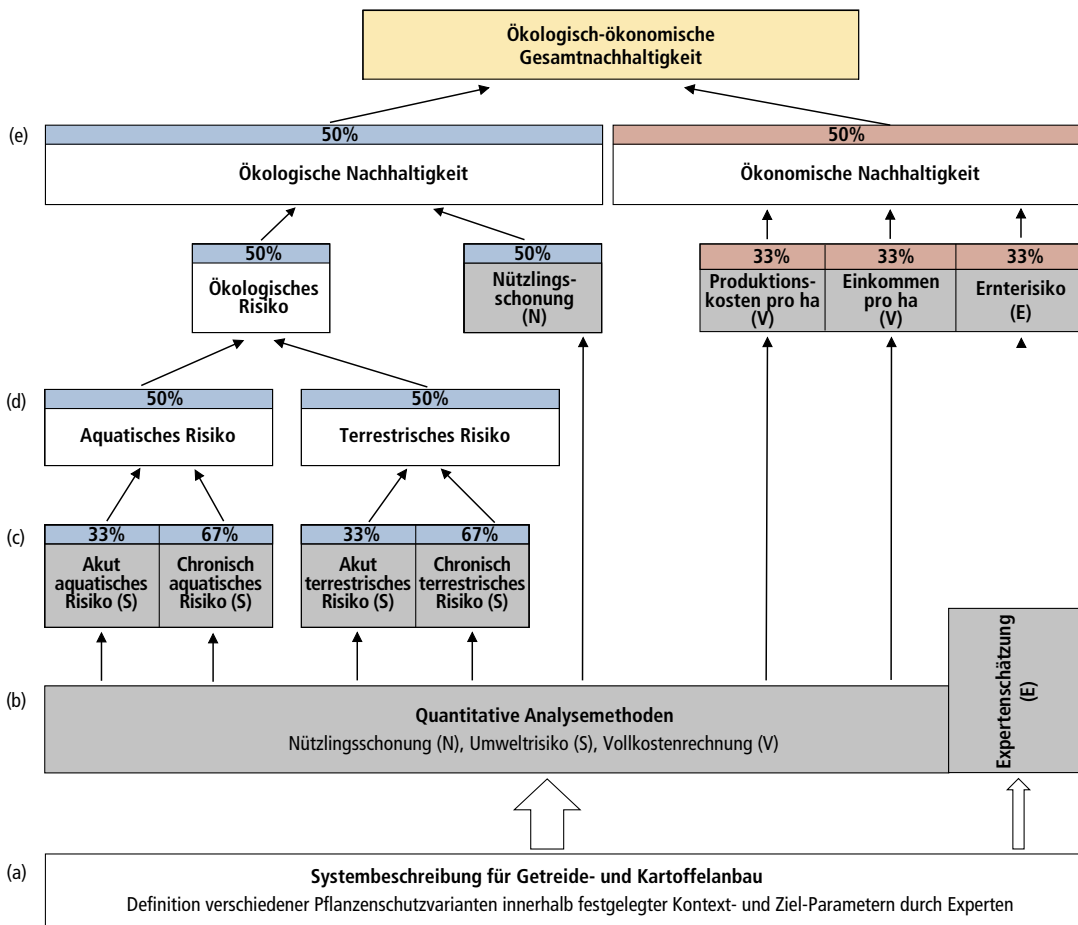 Ökologisch-ökonomische
Gesamtnachhaltigkeit
(e)
50%
50%
Ökologische Nachhaltigkeit
Ökonomische Nachhaltigkeit
50%
Ökologisches
Risiko
50%
Nützlings-
schonung
(N)
33%
Produktions-
kosten pro ha
(V)
33%
Einkommen
pro ha
(V)
33%
Ernterisiko
(E)
(d)
50%
Aquatisches Risiko
50%
Terrestrisches Risiko
(c)
33%
Akut
aquatisches
Risiko (S)
67%
Chronisch
aquatisches
Risiko (S)
33%
Akut
terrestrisches
Risiko (S)
67%
Chronisch
terrestrisches
Risiko (S)
(b)
Quantitative Analysemethoden
Nützlingsschonung (N), Umweltrisiko (S), Vollkostenrechnung (V)
Expertenschätzung
(E)
(a)
Systembeschreibung für Getreide- und Kartoffelanbau
Definition verschiedener Pflanzenschutzvarianten innerhalb festgelegter Kontext- und Ziel-Parametern durch Experten